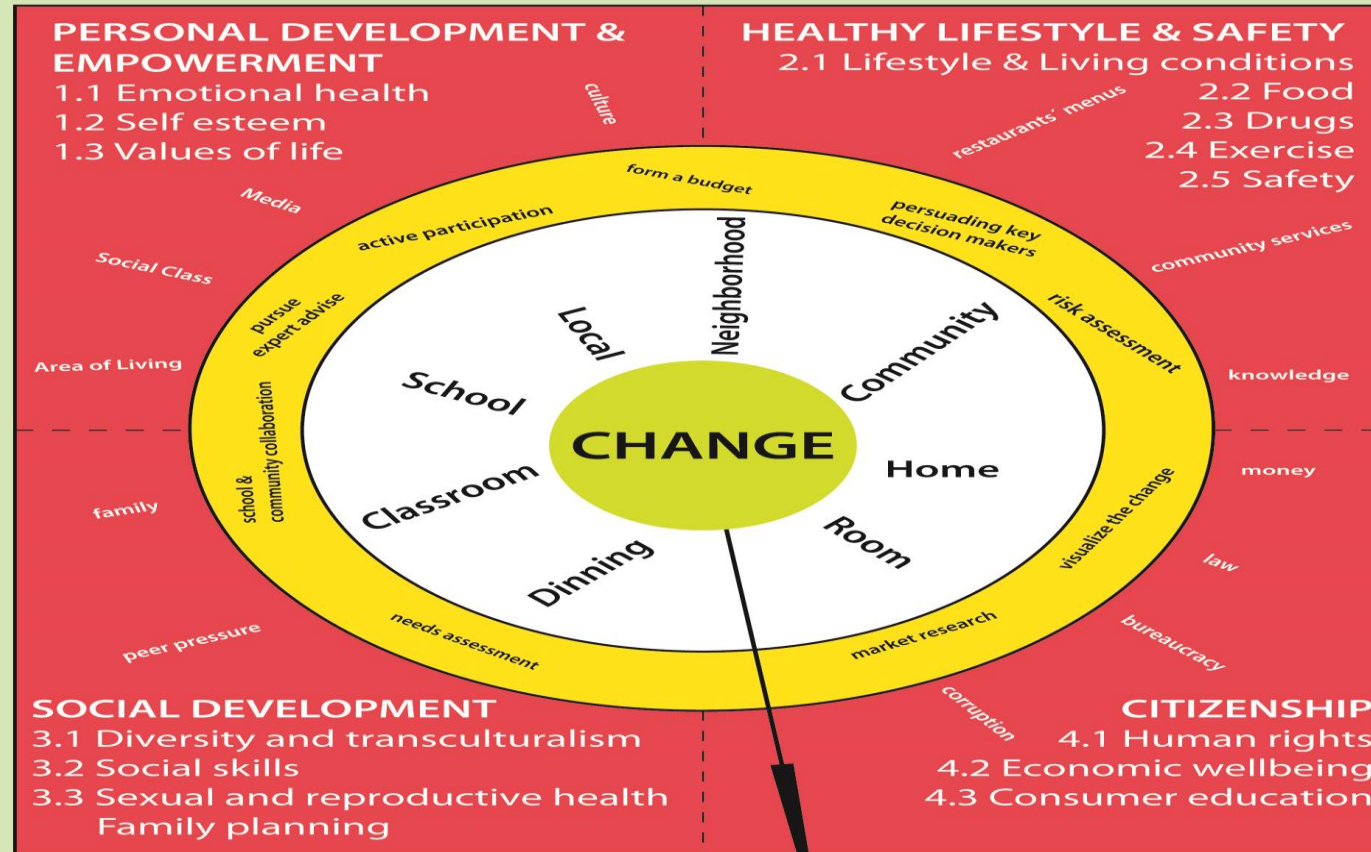 PERSONAL DEVELOPMENT &
EMPOWERMENT
1.1 Emotional health
1.2 Self esteem
1.3 Values of life
HEALTHY LIFESTYLE & SAFETY
2.1 Lifestyle & Living conditions
2.2 Food
2.3 Drugs
2.4 Exercise
2.5 Safety
culture
restaurants´ menus
Media
Social Class
Area of Living
community services
knowledge
form a budget
active participation
persuading key
decision makers
pursue
expert advise
risk assessment
school &
community collaboration
visualize the change
needs assessment
market research
Neighborhood
Local
Community
School
CHANGE
Home
Classroom
Room
Dinning
family
peer pressure
money
law
bureaucracy
corruption
SOCIAL DEVELOPMENT
3.1 Diversity and transculturalism
3.2 Social skills
3.3 Sexual and reproductive health
Family planning
CITIZENSHIP
4.1 Human rights
4.2 Economic wellbeing
4.3 Consumer education